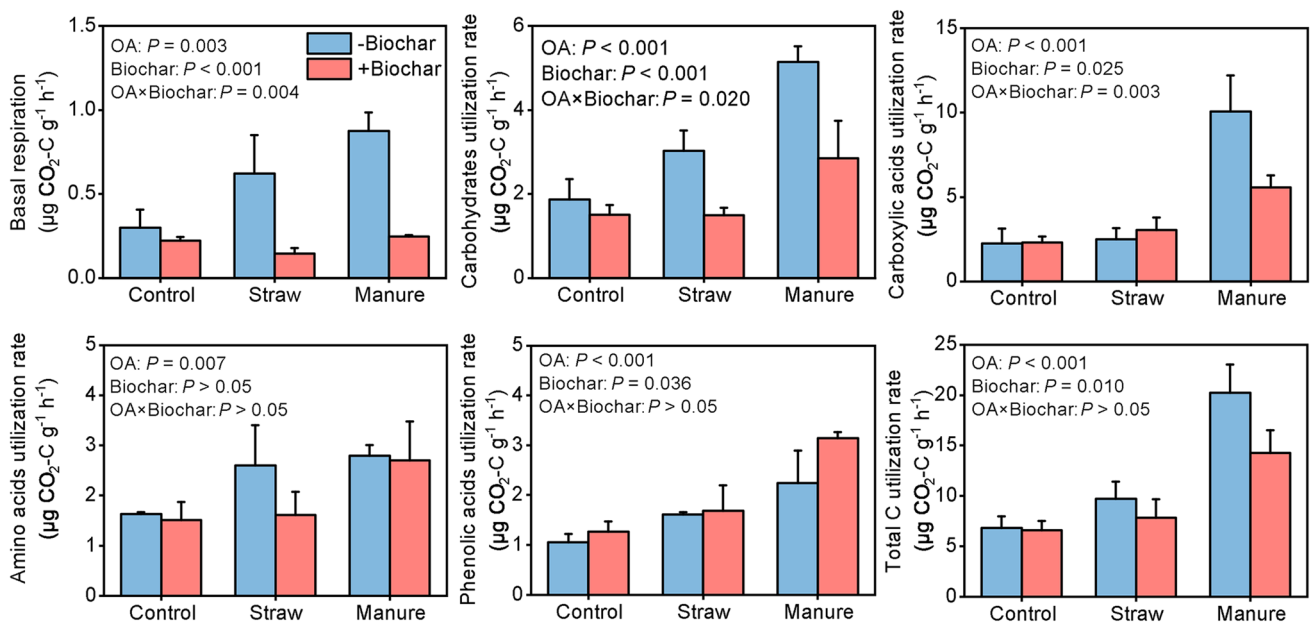 Basal respiration
(µg CO₂-C g⁻¹ h⁻¹)
1.5
1.0
0.5
0.0
OA: P = 0.003
Biochar: P < 0.001
OA×Biochar: P = 0.004
-Biochar
+Biochar
Control Straw Manure
Carbohydrates utilization rate
(µg CO₂-C g⁻¹ h⁻¹)
6
4
2
0
OA: P < 0.001
Biochar: P < 0.001
OA×Biochar: P = 0.020
Control Straw Manure
Carboxylic acids utilization rate
(µg CO₂-C g⁻¹ h⁻¹)
15
10
5
0
OA: P < 0.001
Biochar: P = 0.025
OA×Biochar: P = 0.003
Control Straw Manure
Amino acids utilization rate
(µg CO₂-C g⁻¹ h⁻¹)
5
4
3
2
1
0
OA: P = 0.007
Biochar: P > 0.05
OA×Biochar: P > 0.05
Control Straw Manure
Phenolic acids utilization rate
(µg CO₂-C g⁻¹ h⁻¹)
5
4
3
2
1
0
OA: P < 0.001
Biochar: P = 0.036
OA×Biochar: P > 0.05
Control Straw Manure
Total C utilization rate
(µg CO₂-C g⁻¹ h⁻¹)
25
20
15
10
5
0
OA: P < 0.001
Biochar: P = 0.010
OA×Biochar: P > 0.05
Control Straw Manure